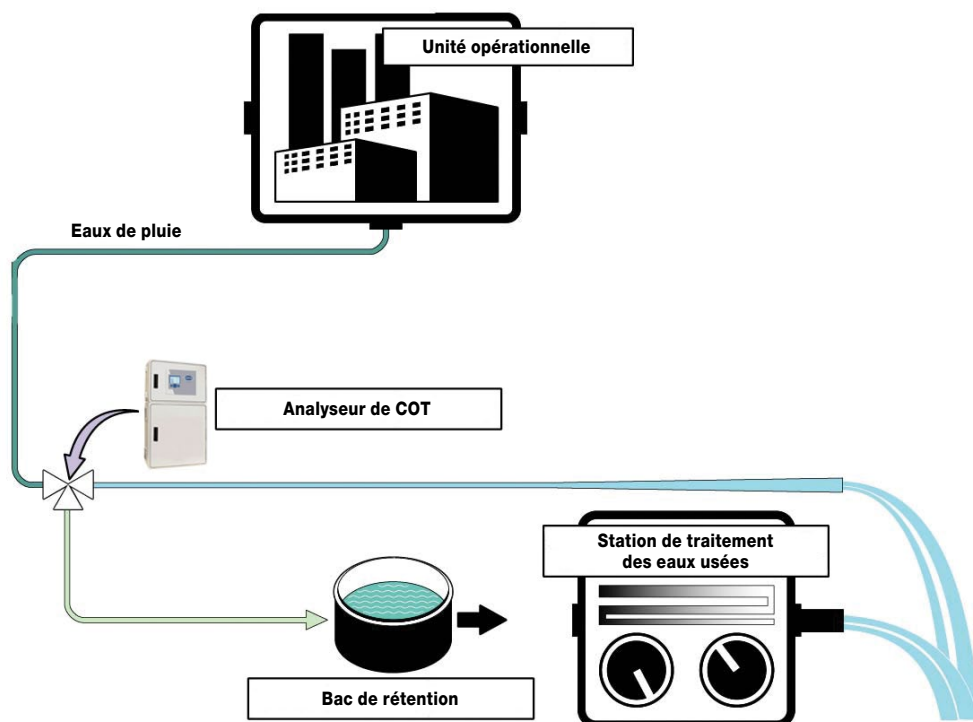 Unité opérationnelle
Eaux de pluie
Analyseur de COT
Station de traitement
des eaux usées
Bac de rétention